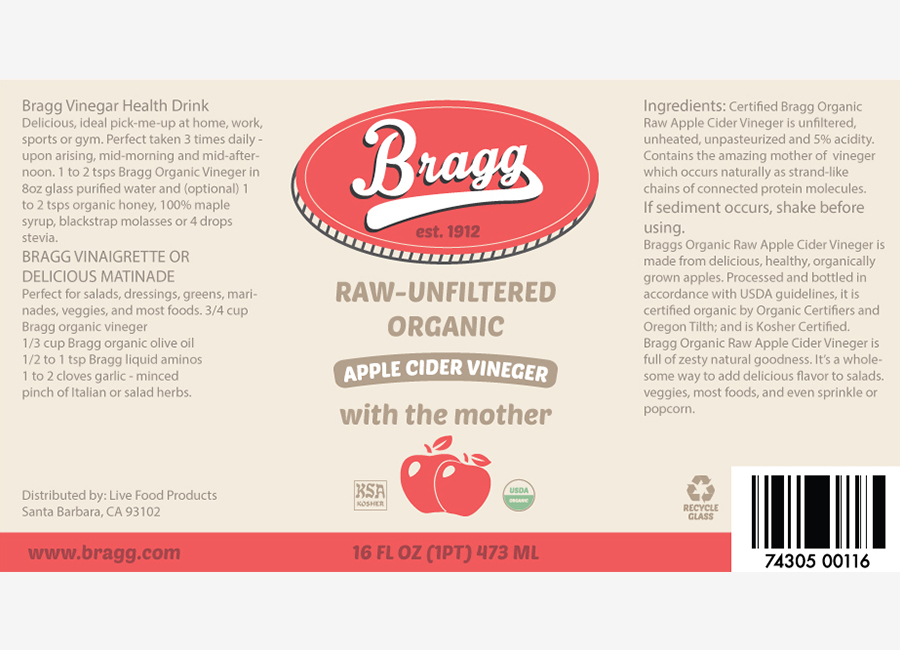 Bragg Vinegar Health Drink
Delicious, ideal pick-me-up at home, work,
sports or gym. Perfect taken 3 times daily -
upon arising, mid-morning and mid-after-
noon. 1 to 2 tsps Bragg Organic Vinegar in
8oz glass purified water and (optional) 1
to 2 tsps organic honey, 100% maple
syrup, blackstrap molasses or 4 drops
stevia.
BRAGG VINAIGRETTE OR
DELICIOUS MATINADE
Perfect for salads, dressings, greens, mari-
nades, veggies, and most foods. 3/4 cup
Bragg organic vinegar
1/3 cup Bragg organic olive oil
1/2 to 1 tsp Bragg liquid aminos
1 to 2 cloves garlic - minced
pinch of Italian or salad herbs.
Distributed by: Live Food Products
Santa Barbara, CA 93102
www.bragg.com
Bragg
est. 1912
RAW-UNFILTERED
ORGANIC
APPLE CIDER VINEGER
with the mother
KSA
KOSHER
USDA
ORGANIC
16 FL OZ (1PT) 473 ML
Ingredients: Certified Bragg Organic
Raw Apple Cider Vinegar is unfiltered,
unheated, unpasteurized and 5% acidity.
Contains the amazing mother of vineger
which occurs naturally as strand-like
chains of connected protein molecules.
If sediment occurs, shake before
using.
Braggs Organic Raw Apple Cider Vineger is
made from delicious, healthy, organically
grown apples. Processed and bottled in
accordance with USDA guidelines, it is
certified organic by Organic Certifiers and
Oregon Tilth; and is Kosher Certified.
Bragg Organic Raw Apple Cider Vineger is
full of zesty natural goodness. It's a whole-
some way to add delicious flavor to salads.
veggies, most foods, and even sprinkle or
popcorn.
RECYCLE
GLASS
74305 00116